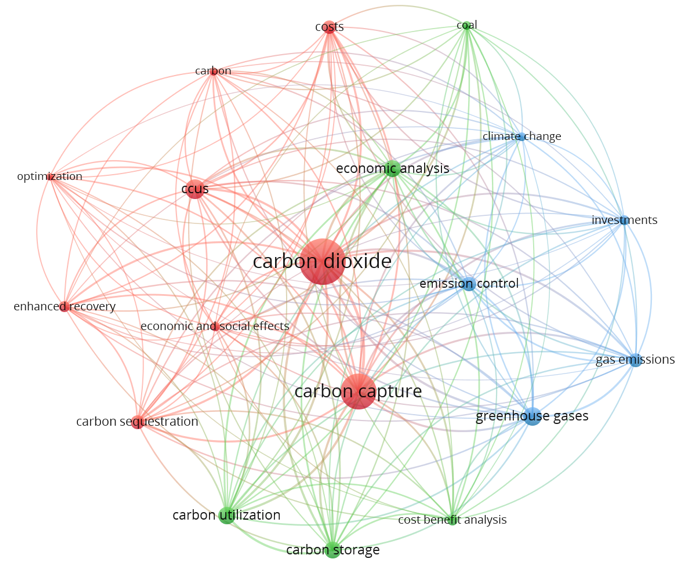 costs
coal
carbon
climate change
economic analysis
optimization
ccus
investments
carbon dioxide
emission control
enhanced recovery
economic and social effects
gas emissions
carbon capture
greenhouse gases
carbon sequestration
carbon utilization
cost benefit analysis
carbon storage